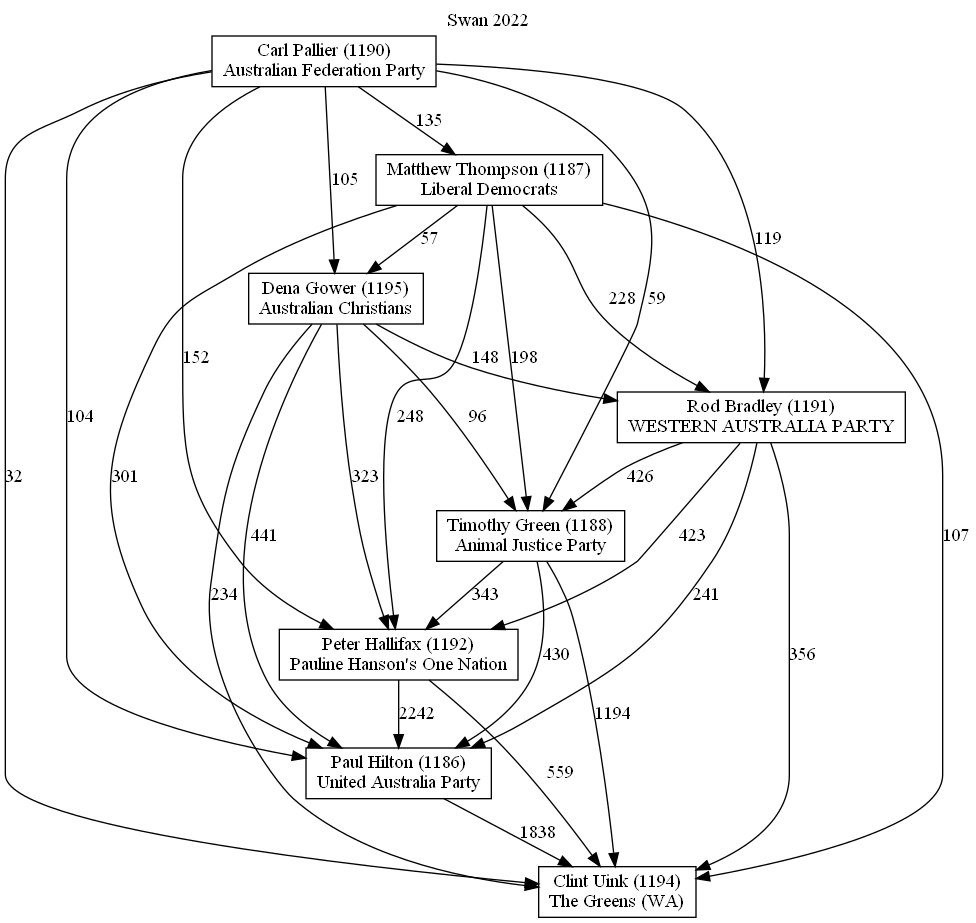 Swan 2022
Carl Pallier (1190)
Australian Federation Party
135
Matthew Thompson (1187)
Liberal Democrats
105
57
119
Dena Gower (1195)
Australian Christians
228
59
152
148
198
Rod Bradley (1191)
WESTERN AUSTRALIA PARTY
104
248
96
32
301
323
426
Timothy Green (1188)
Animal Justice Party
441
423
107
234
343
241
Peter Hallifax (1192)
Pauline Hanson's One Nation
430
356
2242
1194
Paul Hilton (1186)
United Australia Party
559
1838
Clint Uink (1194)
The Greens (WA)